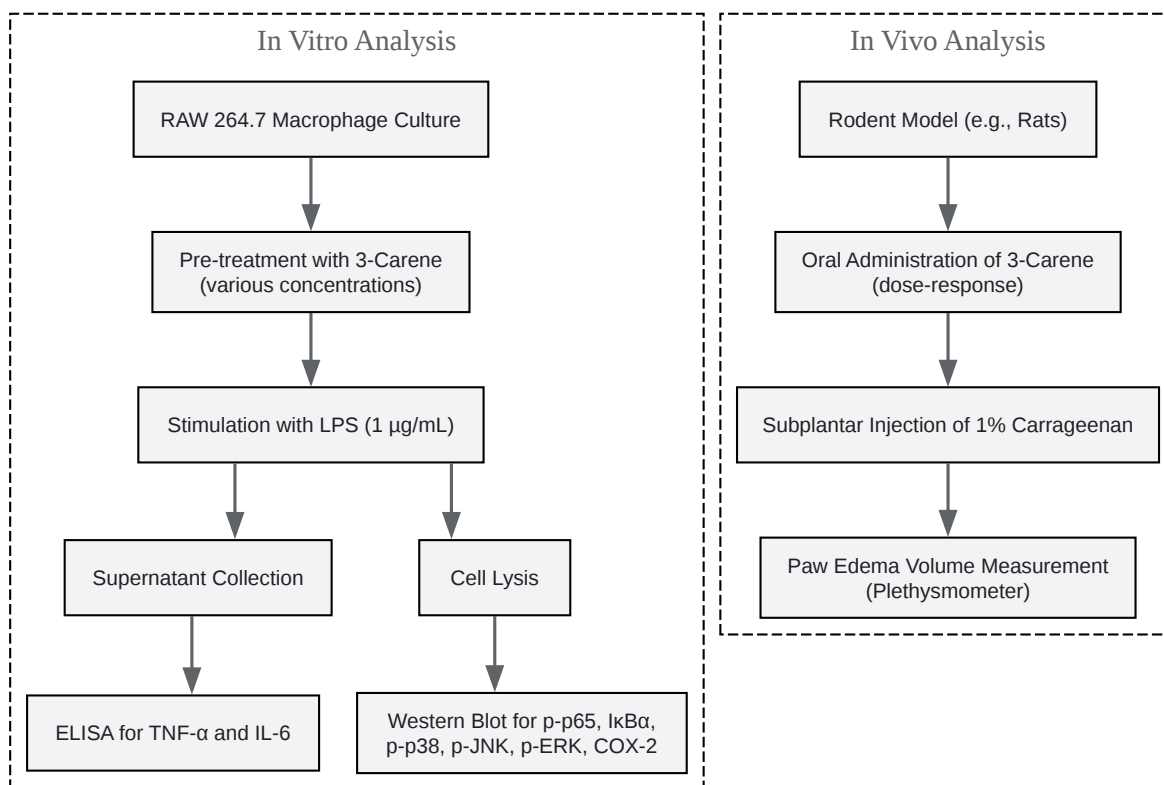 In Vitro Analysis
RAW 264.7 Macrophage Culture
Pre-treatment with 3-Carene
(various concentrations)
Stimulation with LPS (1 µg/mL)
Supernatant Collection
Cell Lysis
ELISA for TNF-α and IL-6
Western Blot for p-p65, IκBα,
p-p38, p-JNK, p-ERK, COX-2
In Vivo Analysis
Rodent Model (e.g., Rats)
Oral Administration of 3-Carene
(dose-response)
Subplantar Injection of 1% Carrageenan
Paw Edema Volume Measurement
(Plethysmometer)